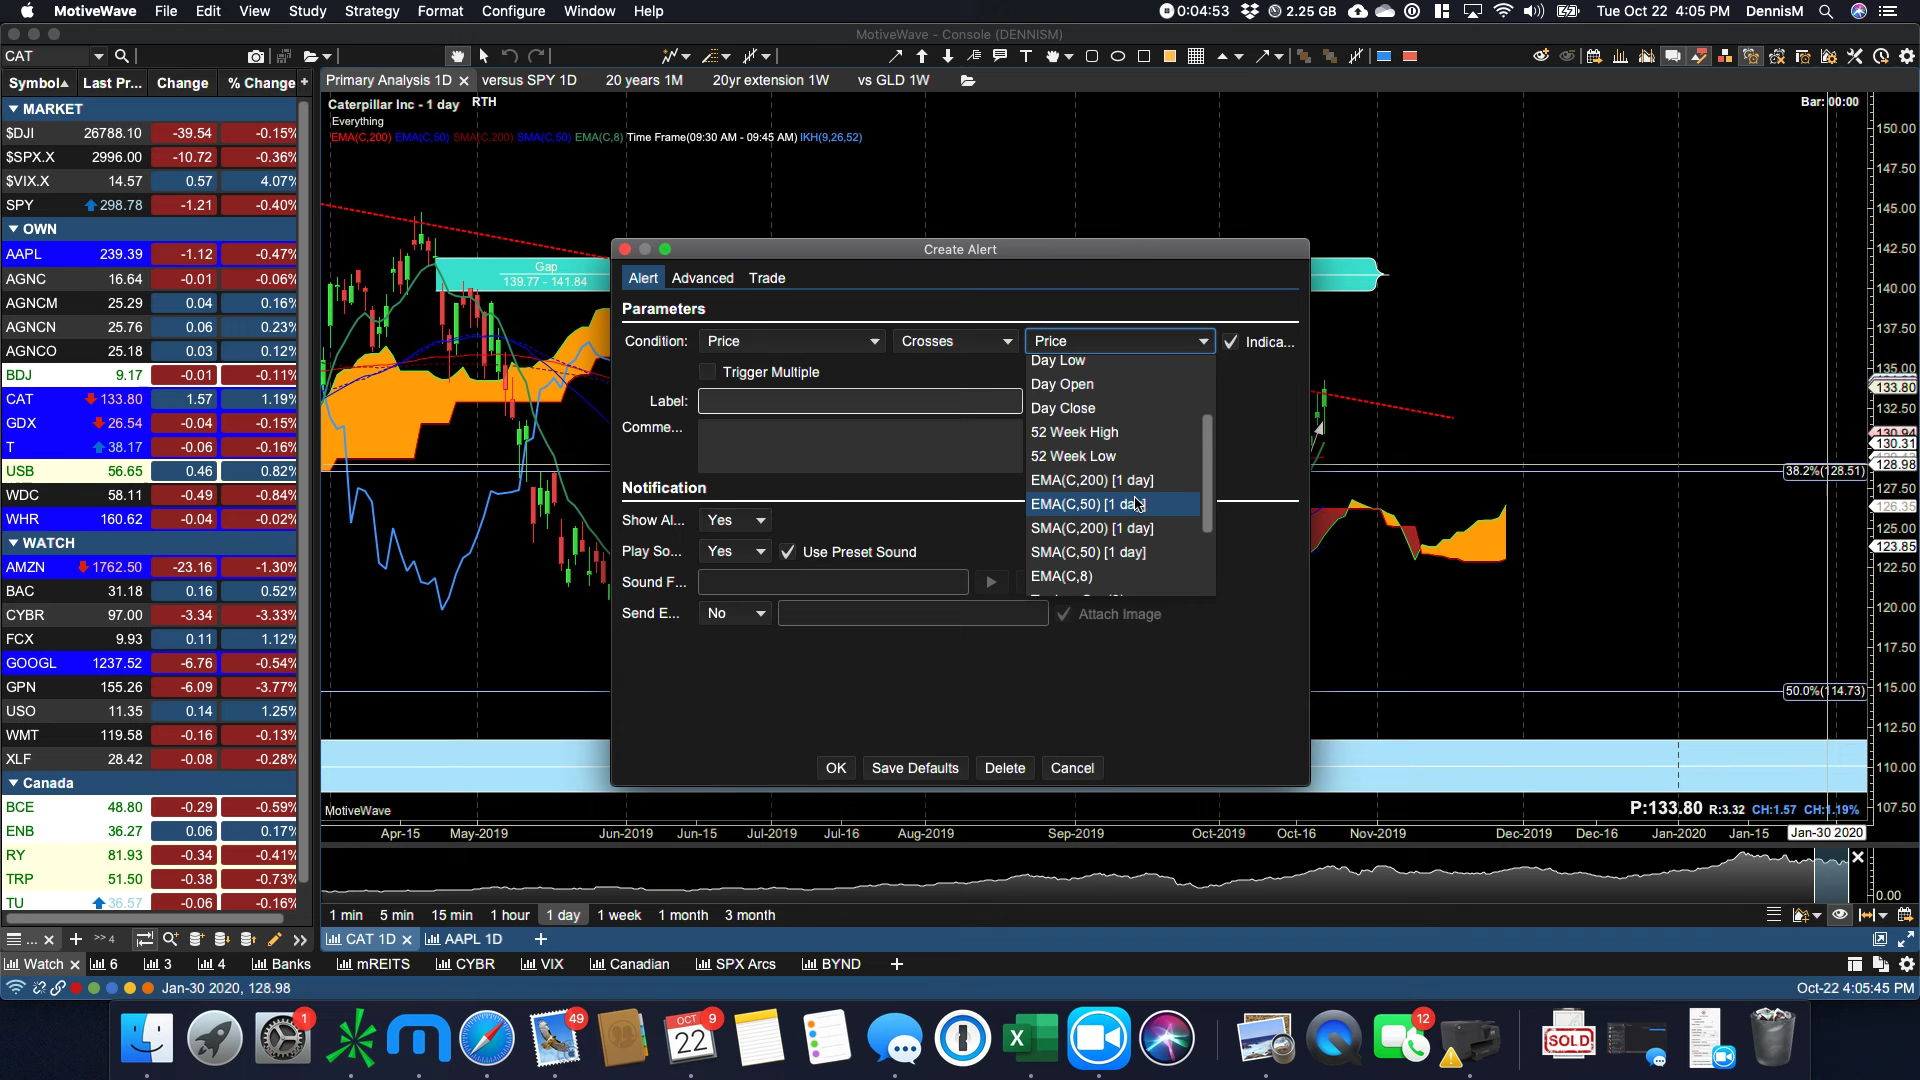 MotiveWave File Edit View Study Strategy Format Configure Window Help 0:04:53 2.25 GB Tue Oct 22 4:05 PM DennisM
MotiveWave - Console (DENNISM)
CAT
Symbol Last Pr... Change % Change
Primary Analysis 1D versus SPY 1D 20 years 1M 20yr extension 1W vs GLD 1W
MARKET
$DJI 26788.10 -39.54 -0.15%
$SPX.X 2996.00 -10.72 -0.36%
$VIX.X 14.57 0.57 4.07%
SPY 298.78 -1.21 -0.40%
OWN
AAPL 239.39 -1.12 -0.47%
AGNC 16.64 -0.01 -0.06%
AGNCM 25.29 0.04 0.16%
AGNCN 25.76 0.06 0.23%
AGNCO 25.18 0.03 0.12%
BDJ 9.17 -0.01 -0.11%
CAT 133.80 1.57 1.19%
GDX 26.54 -0.04 -0.15%
T 38.17 -0.06 -0.16%
USB 56.65 0.46 0.82%
WDC 58.11 -0.49 -0.84%
WHR 160.62 -0.04 -0.02%
WATCH
AMZN 1762.50 -23.16 -1.30%
BAC 31.18 0.16 0.52%
CYBR 97.00 -3.34 -3.33%
FCX 9.93 0.11 1.12%
GOOGL 1237.52 -6.76 -0.54%
GPN 155.26 -6.09 -3.77%
USO 11.35 0.14 1.25%
WMT 119.58 -0.16 -0.13%
XLF 28.42 -0.08 -0.28%
Canada
BCE 48.80 -0.29 -0.59%
ENB 36.27 0.06 0.17%
RY 81.93 -0.34 -0.41%
TRP 51.50 -0.38 -0.73%
TU 36.57 -0.06 -0.16%
Caterpillar Inc - 1 day RTH
Everything
EMA(C,200) EMA(C,50) SMA(C,200) SMA(C,50) EMA(C,8) Time Frame(09:30 AM - 09:45 AM) IKH(9,26,52)
Bar: 00:00
Gap
139.77 - 141.84
Create Alert
Alert Advanced Trade
Parameters
Condition: Price Crosses Price Indica...
Trigger Multiple
Label:
Comme...
Day Low
Day Open
Day Close
52 Week High
52 Week Low
EMA(C,200) [1 day]
EMA(C,50) [1 day]
SMA(C,200) [1 day]
SMA(C,50) [1 day]
EMA(C,8)
Notification
Show Al... Yes
Play So... Yes Use Preset Sound
Sound F...
Send E... No Attach Image
OK Save Defaults Delete Cancel
150.00
147.50
145.00
142.50
140.00
137.50
135.00
133.80
132.50
130.94
130.31
128.98
38.2%(128.51)
127.50
126.35
125.00
123.85
122.50
120.00
117.50
115.00
50.0%(114.73)
112.50
110.00
107.50
MotiveWave P:133.80 R:3.32 CH:1.57 CH:1.19%
Apr-15 May-2019 Jun-2019 Jun-15 Jul-2019 Jul-16 Aug-2019 Sep-2019 Oct-2019 Oct-16 Nov-2019 Dec-2019 Dec-16 Jan-2020 Jan-15 Jan-30 2020
0.00
1 min 5 min 15 min 1 hour 1 day 1 week 1 month 3 month
... >> 4 CAT 1D AAPL 1D
Watch 6 3 4 Banks mREITS CYBR VIX Canadian SPX Arcs BYND
Jan-30 2020, 128.98 Oct-22 4:05:45 PM
1
49
OCT
22
9
12
SOLD